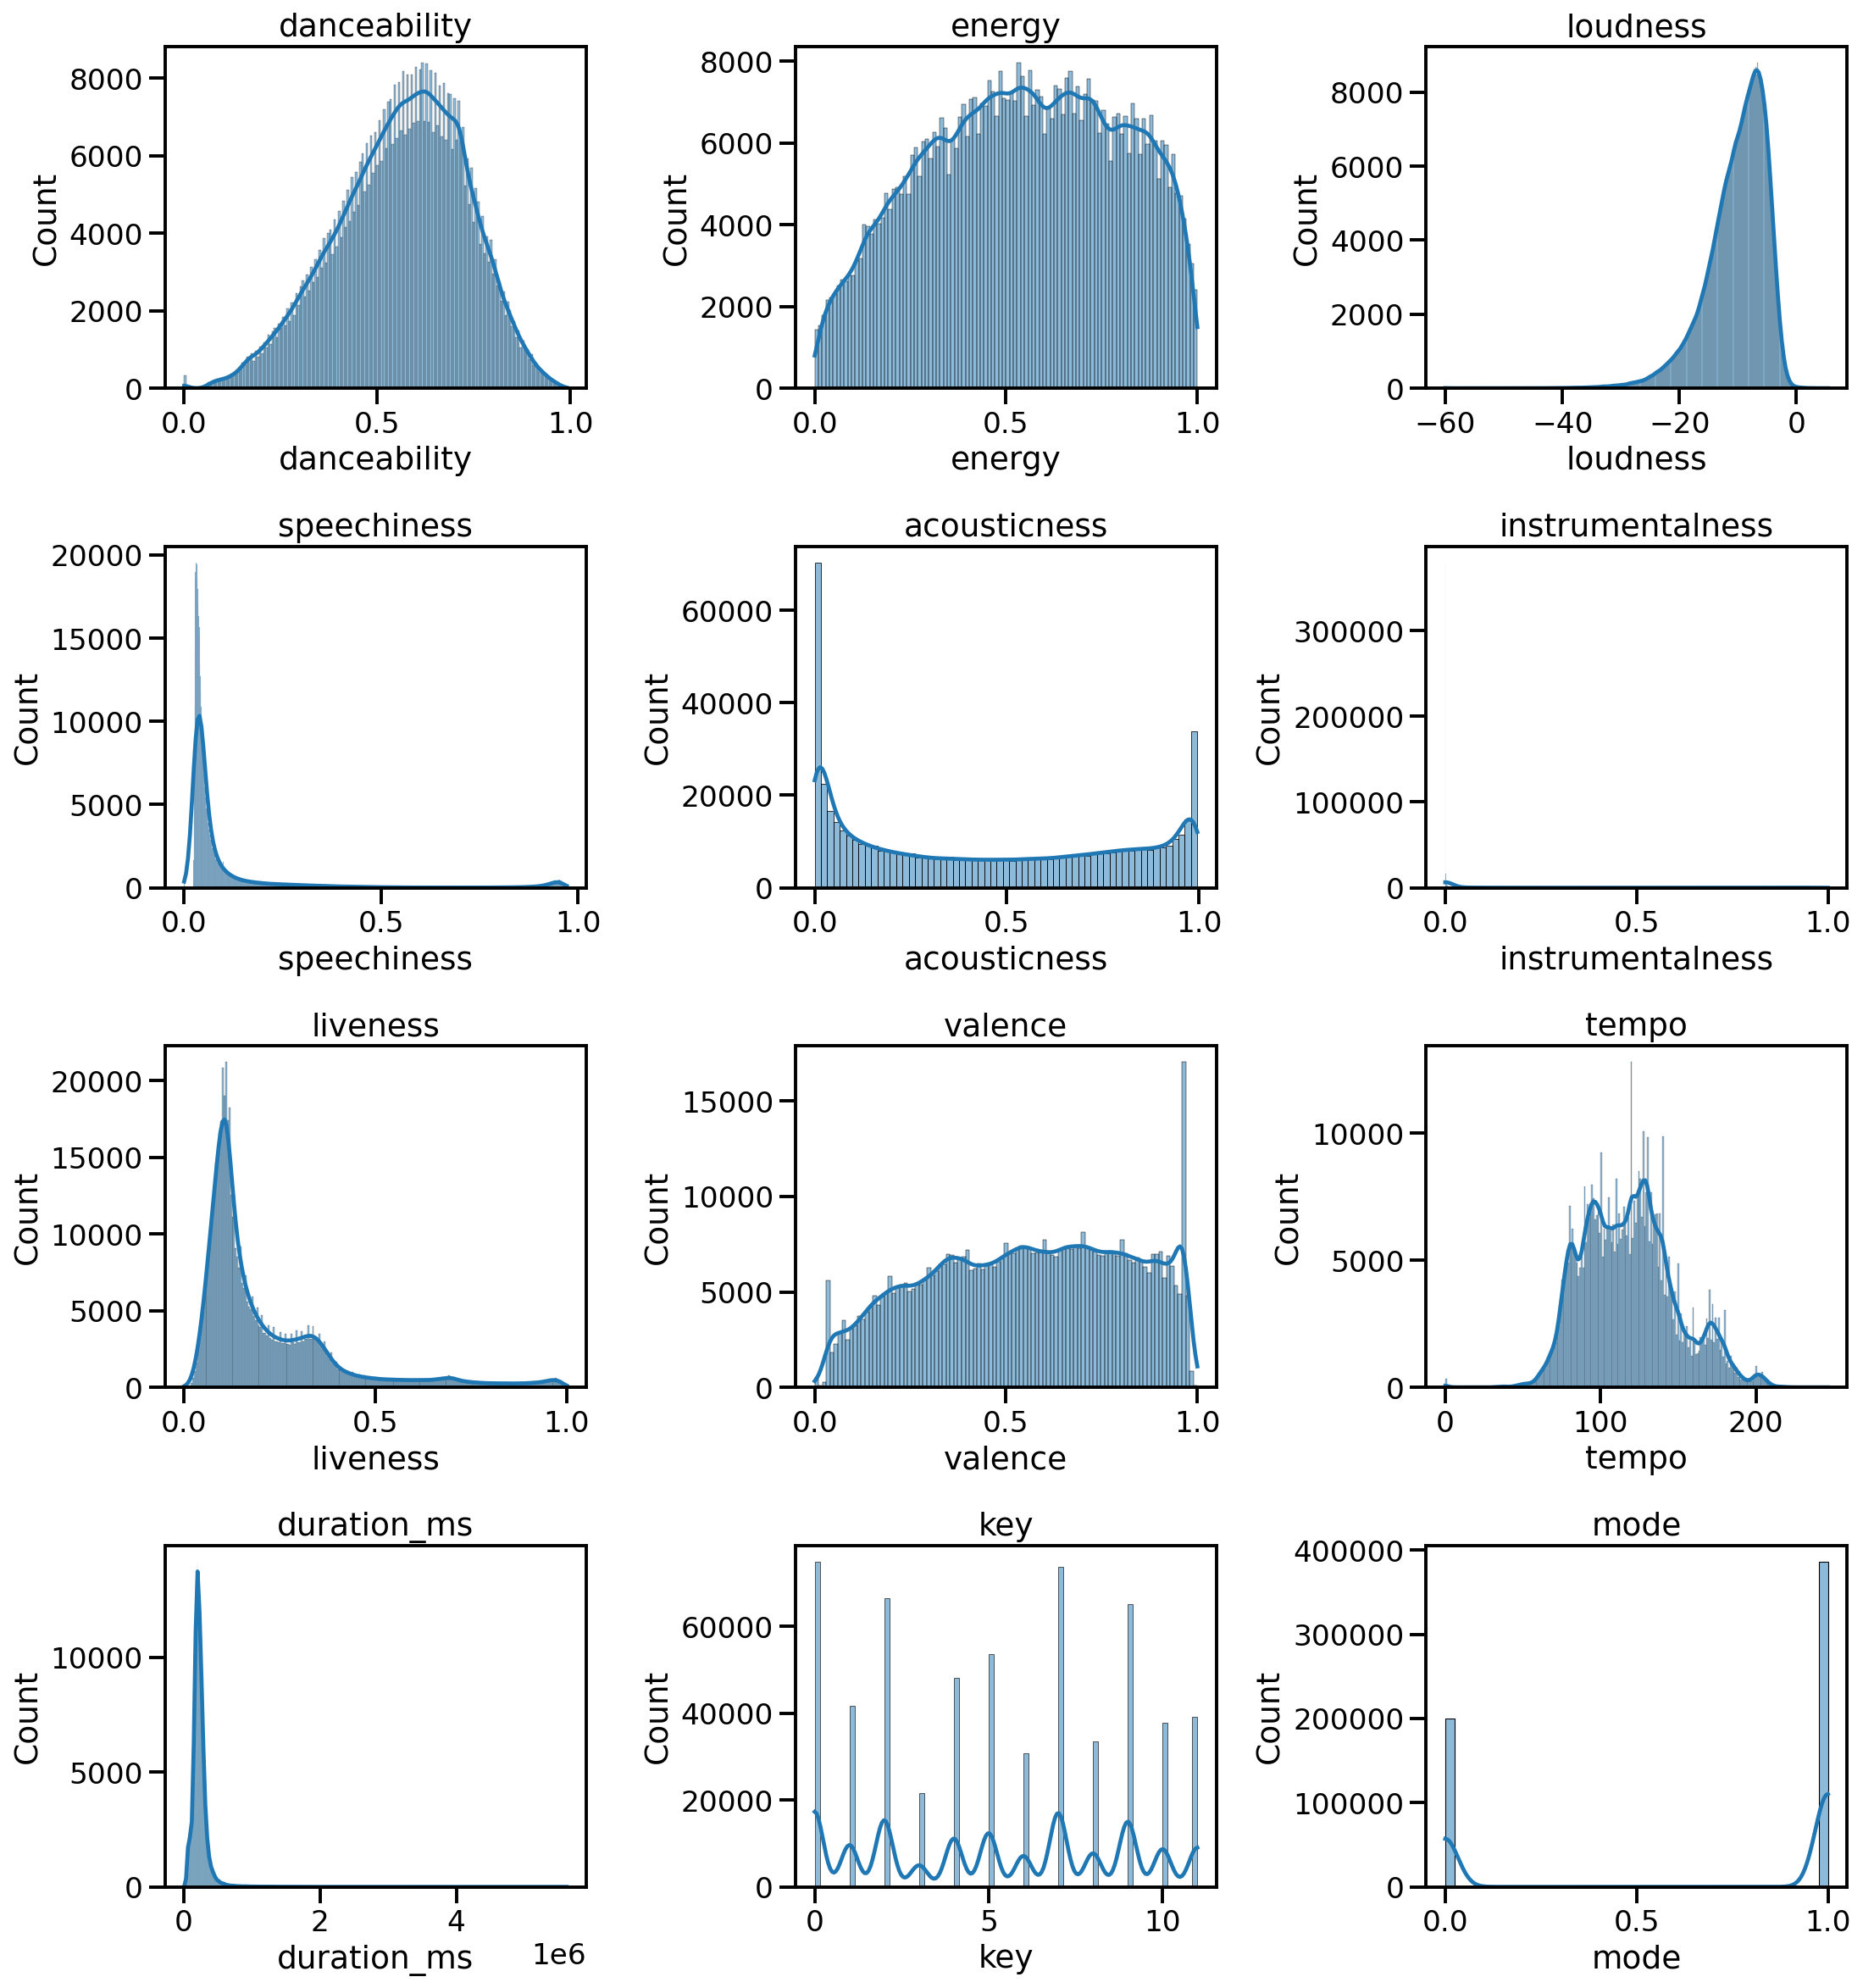 danceability
8000
6000
4000
2000
0
Count
0.0 0.5 1.0
danceability
energy
8000
6000
4000
2000
0
Count
0.0 0.5 1.0
energy
loudness
8000
6000
4000
2000
0
Count
−60 −40 −20 0
loudness
speechiness
20000
15000
10000
5000
0
Count
0.0 0.5 1.0
speechiness
acousticness
60000
40000
20000
0
Count
0.0 0.5 1.0
acousticness
instrumentalness
300000
200000
100000
0
Count
0.0 0.5 1.0
instrumentalness
liveness
20000
15000
10000
5000
0
Count
0.0 0.5 1.0
liveness
valence
15000
10000
5000
0
Count
0.0 0.5 1.0
valence
tempo
10000
5000
0
Count
0 100 200
tempo
duration_ms
10000
5000
0
Count
0 2 4
1e6
duration_ms
key
60000
40000
20000
0
Count
0 5 10
key
mode
400000
300000
200000
100000
0
Count
0.0 0.5 1.0
mode